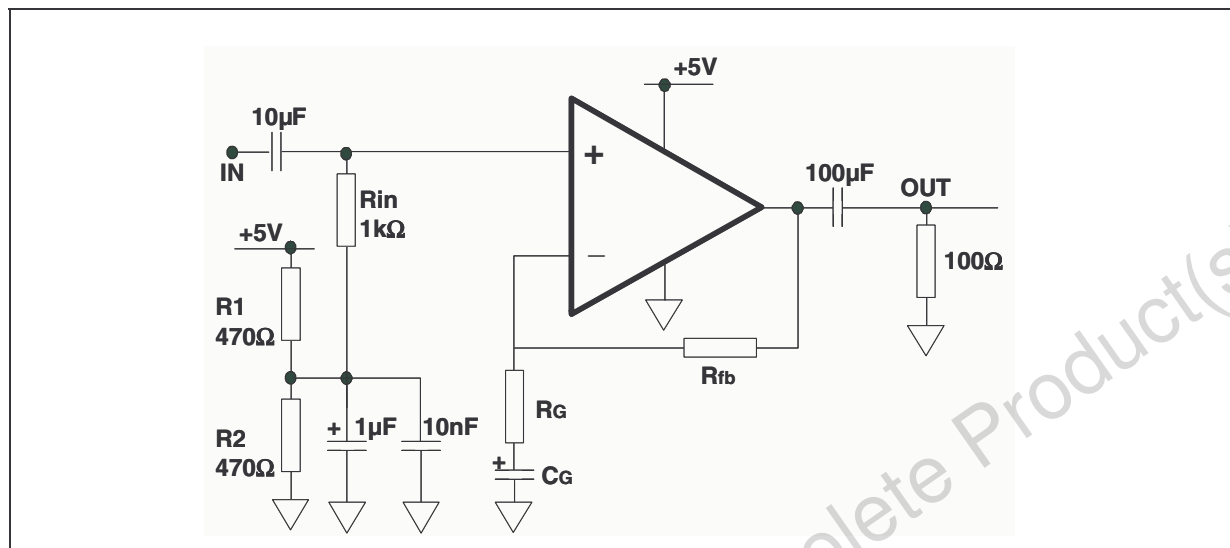 +5V
10µF
+
IN
100µF
OUT
Rin
1kΩ
+5V
−
100Ω
R1
470Ω
Rfb
RG
+
1µF
10nF
R2
470Ω
+
CG
Product(s